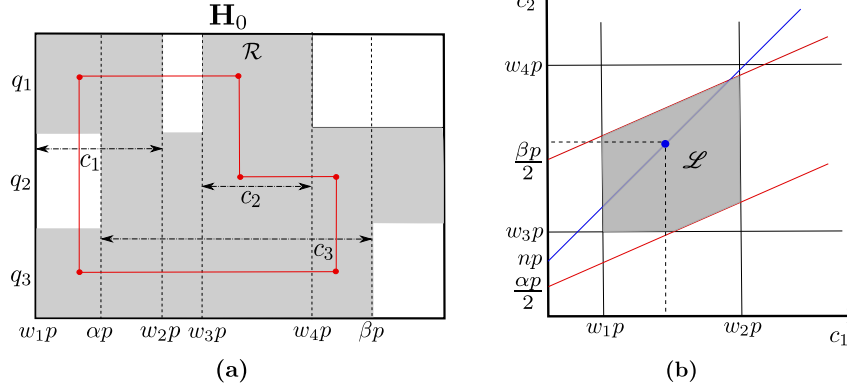 H₀
ℛ
q₁
c₁
q₂
c₂
c₃
q₃
w₁p αp w₂p w₃p w₄p βp
(a)
c₂
w₄p
βp/2
ℒ
w₃p
np
αp/2
w₁p w₂p
c₁
(b)